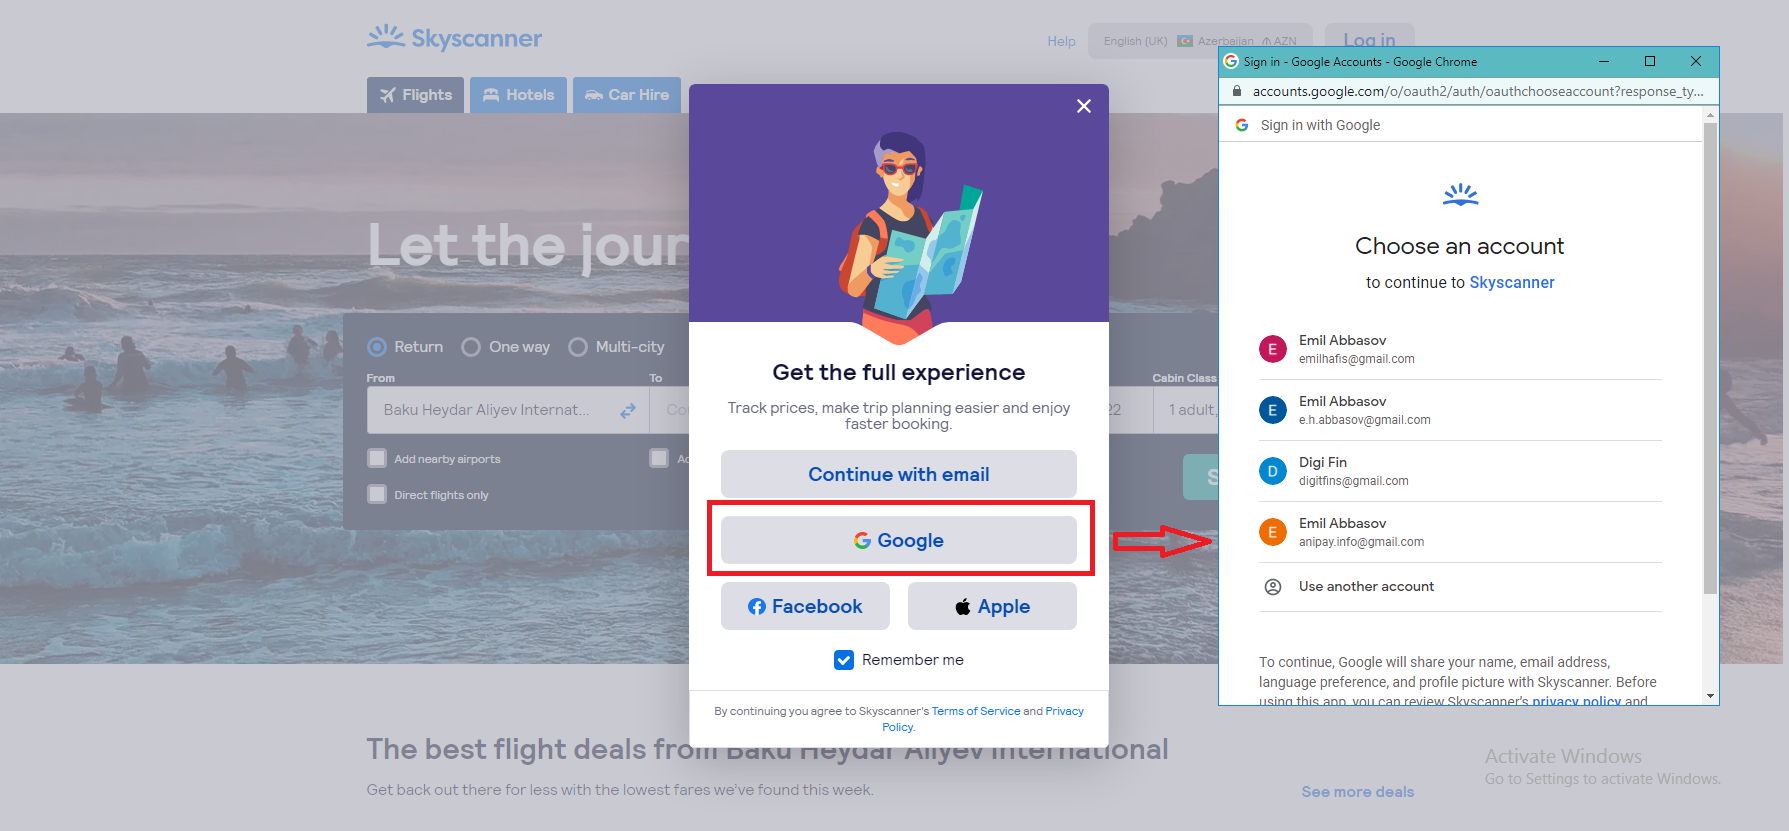 Skyscanner
Help
English (UK) Azerbaijan ₼ AZN
Log in
Flights
Hotels
Car Hire
Let the jour
Return
One way
Multi-city
From
To
Cabin Class
Baku Heydar Aliyev Internat...
22
1 adult,
Add nearby airports
Direct flights only
Get the full experience
Track prices, make trip planning easier and enjoy
faster booking.
Continue with email
Google
Facebook
Apple
Remember me
By continuing you agree to Skyscanner's Terms of Service and Privacy
Policy.
Sign in - Google Accounts - Google Chrome
accounts.google.com/o/oauth2/auth/oauthchooseaccount?response_ty...
Sign in with Google
Choose an account
to continue to Skyscanner
E
Emil Abbasov
emilhafis@gmail.com
E
Emil Abbasov
e.h.abbasov@gmail.com
D
Digi Fin
digitfins@gmail.com
E
Emil Abbasov
anipay.info@gmail.com
Use another account
To continue, Google will share your name, email address,
language preference, and profile picture with Skyscanner. Before
using this app, you can review Skyscanner's privacy policy and
The best flight deals from Baku Heydar Aliyev International
Get back out there for less with the lowest fares we've found this week.
See more deals
Activate Windows
Go to Settings to activate Windows.